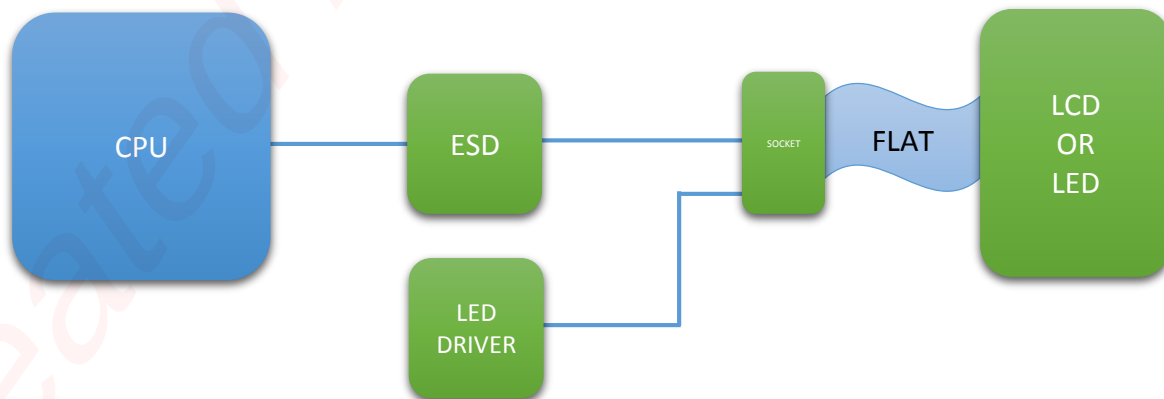 CPU
ESD
SOCKET
FLAT
LCD
OR
LED
LED
DRIVER